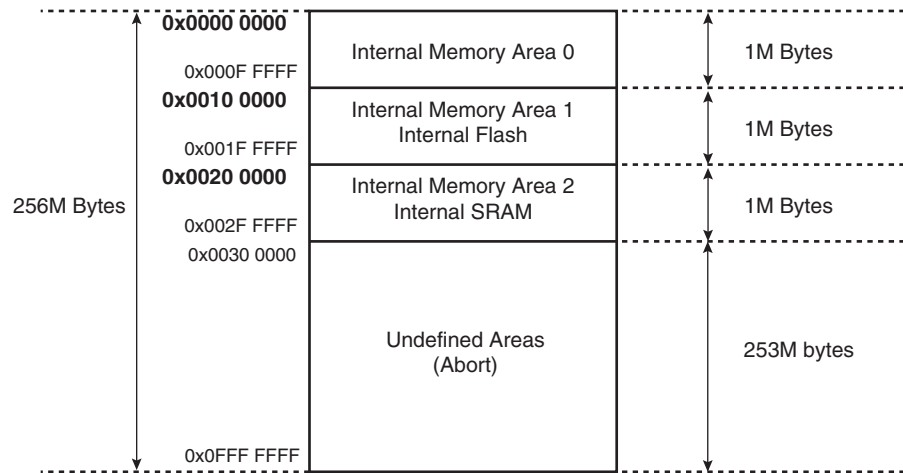 0x0000 0000
Internal Memory Area 0
1M Bytes
0x000F FFFF
0x0010 0000
Internal Memory Area 1
Internal Flash
1M Bytes
0x001F FFFF
0x0020 0000
Internal Memory Area 2
Internal SRAM
1M Bytes
256M Bytes
0x002F FFFF
0x0030 0000
Undefined Areas
(Abort)
253M bytes
0x0FFF FFFF